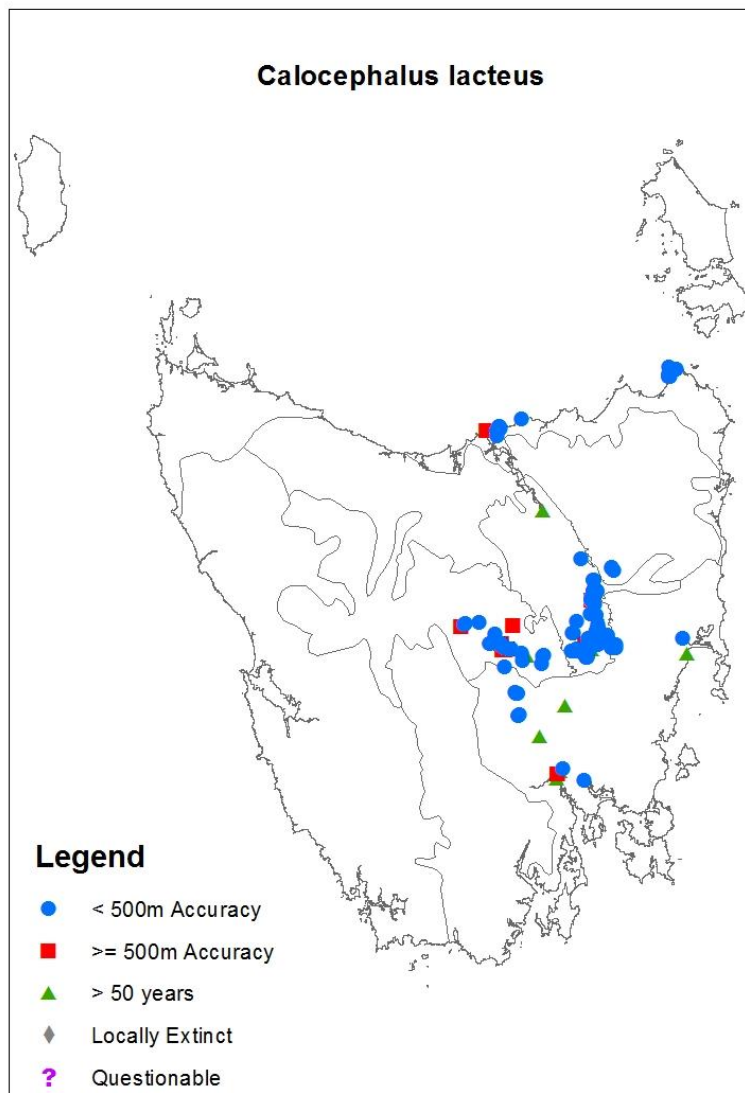 Calocephalus lacteus
Legend
< 500m Accuracy
>= 500m Accuracy
> 50 years
Locally Extinct
? Questionable